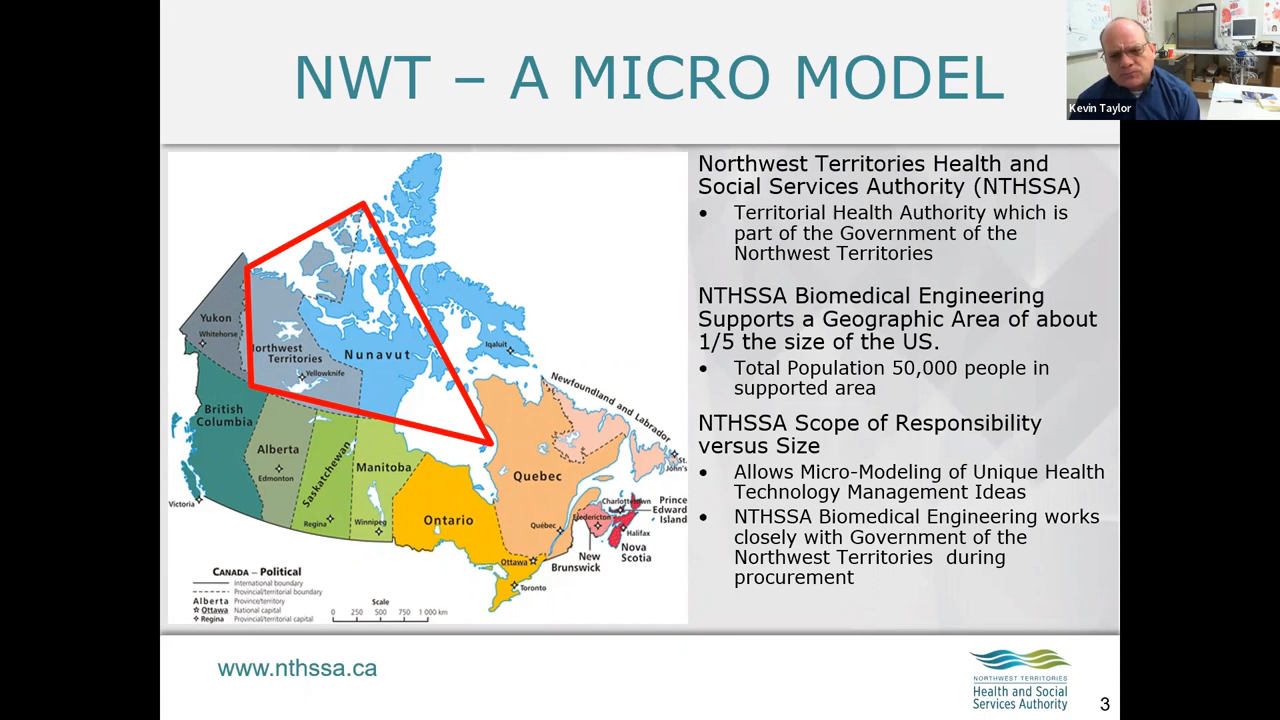 NWT – A MICRO MODEL
Kevin Taylor
Northwest Territories Health and
Social Services Authority (NTHSSA)
• Territorial Health Authority which is
part of the Government of the
Northwest Territories
NTHSSA Biomedical Engineering
Supports a Geographic Area of about
1/5 the size of the US.
• Total Population 50,000 people in
supported area
NTHSSA Scope of Responsibility
versus Size
• Allows Micro-Modeling of Unique Health
Technology Management Ideas
• NTHSSA Biomedical Engineering works
closely with Government of the
Northwest Territories during
procurement
Yukon
Whitehorse
Northwest
Territories
Yellowknife
Nunavut
Iqaluit
British
Columbia
Victoria
Alberta
Edmonton
Saskatchewan
Regina
Manitoba
Winnipeg
Ontario
Ottawa
Toronto
Quebec
Québec
Newfoundland and Labrador
St.
John's
Charlottetown
Prince
Edward
Island
Fredericton
Halifax
New
Brunswick
Nova
Scotia
CANADA – Political
International boundary
Provincial/territorial boundary
Alberta Province/territory
Ottawa National capital
Regina Provincial/territorial capital
Scale
0 250 500 750 1 000 km
www.nthssa.ca
NORTHWEST TERRITORIES
Health and Social
Services Authority
3